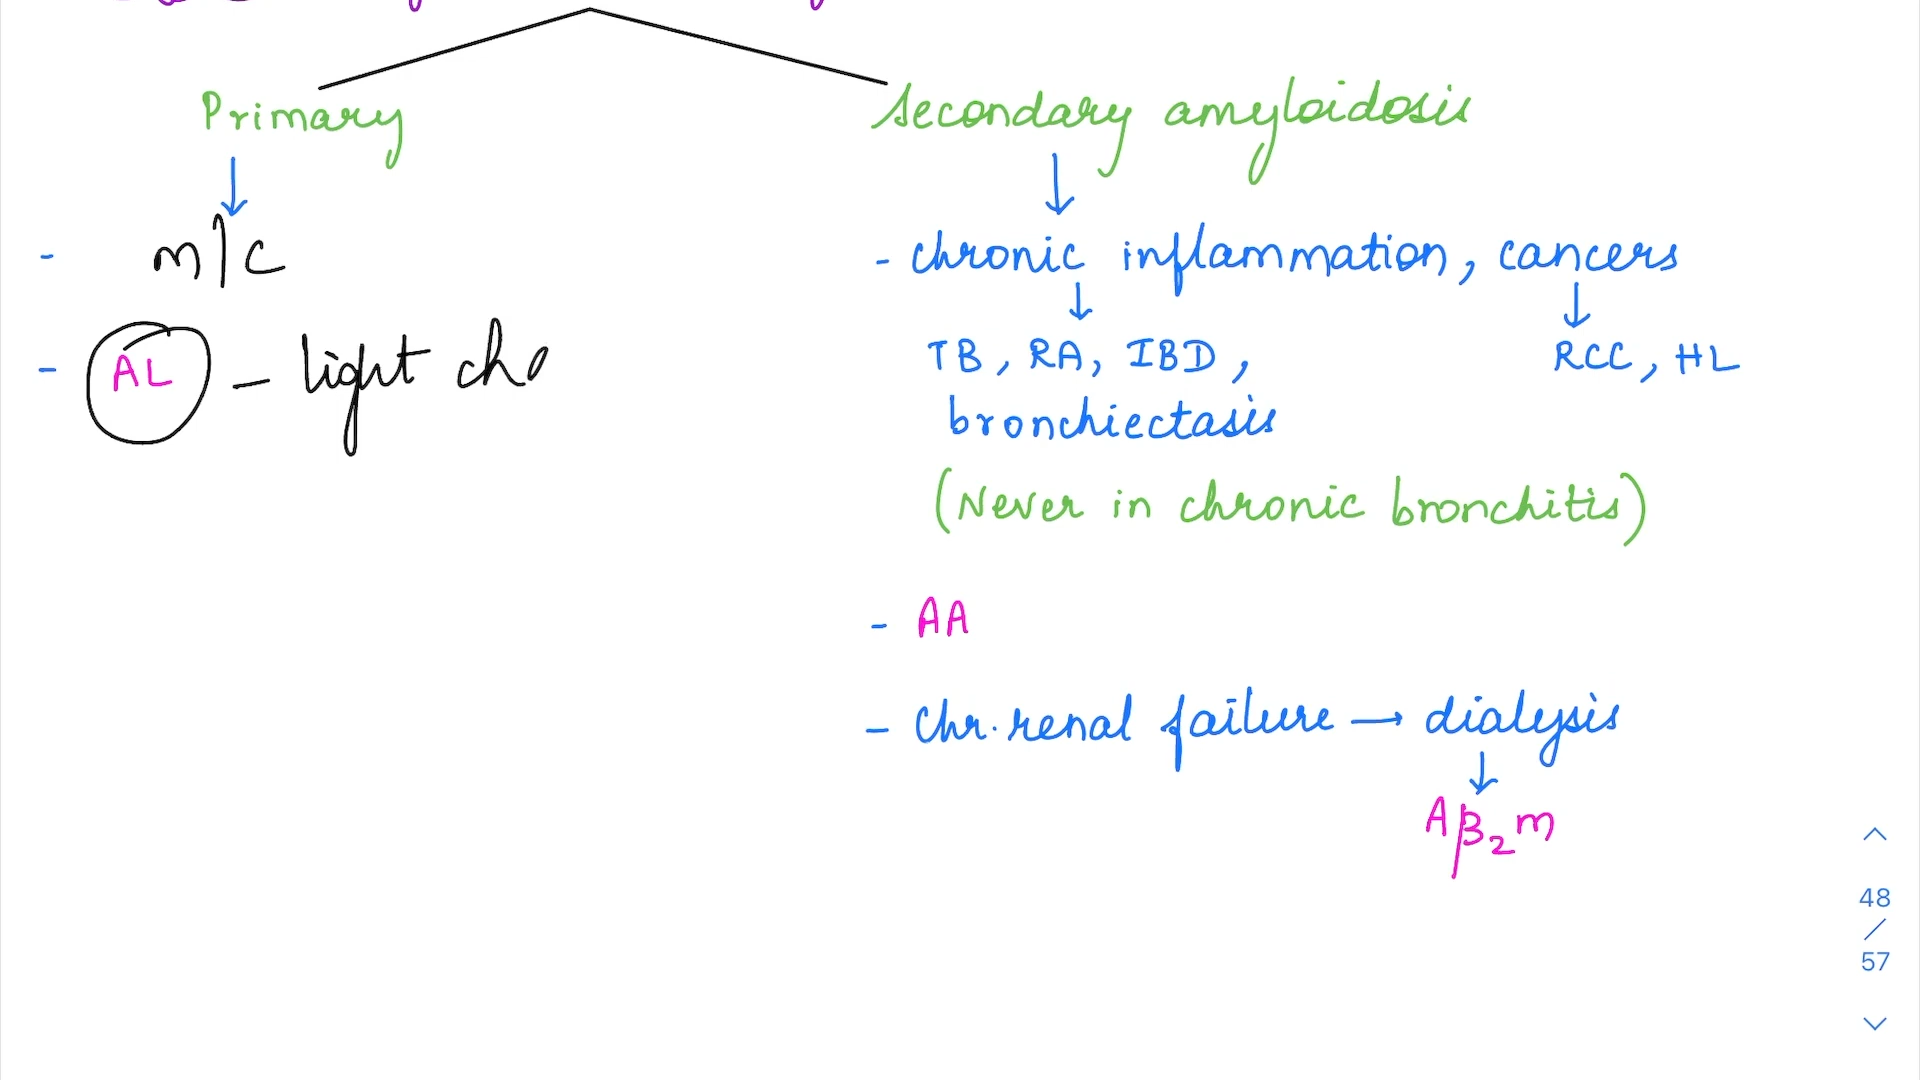 Primary
- m/c
- AL - light cha
Secondary amyloidosis
- chronic inflammation, cancers
TB, RA, IBD,
bronchiectasis
RCC, HL
(Never in chronic bronchitis)
- AA
- Chr. renal failure → dialysis
Aβ₂m
48
/
57